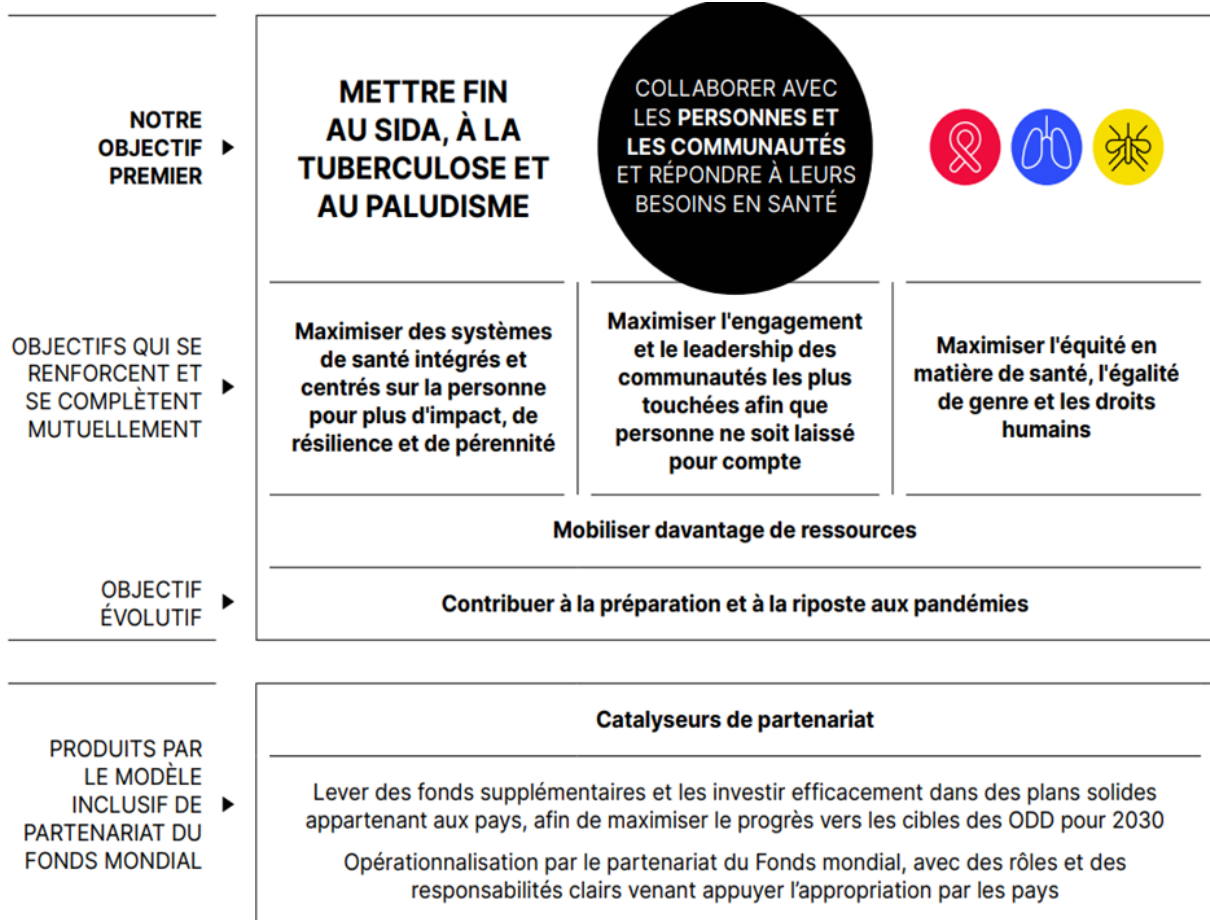 NOTRE
OBJECTIF
PREMIER
METTRE FIN
AU SIDA, À LA
TUBERCULOSE ET
AU PALUDISME
COLLABORER AVEC
LES PERSONNES ET
LES COMMUNAUTÉS
ET RÉPONDRE À LEURS
BESOINS EN SANTÉ
OBJECTIFS QUI SE
RENFORCENT ET
SE COMPLÈTENT
MUTUELLEMENT
Maximiser des systèmes
de santé intégrés et
centrés sur la personne
pour plus d'impact, de
résilience et de pérennité
Maximiser l'engagement
et le leadership des
communautés les plus
touchées afin que
personne ne soit laissé
pour compte
Maximiser l'équité en
matière de santé, l'égalité
de genre et les droits
humains
Mobiliser davantage de ressources
OBJECTIF
ÉVOLUTIF
Contribuer à la préparation et à la riposte aux pandémies
PRODUITS PAR
LE MODÈLE
INCLUSIF DE
PARTENARIAT DU
FONDS MONDIAL
Catalyseurs de partenariat
Lever des fonds supplémentaires et les investir efficacement dans des plans solides
appartenant aux pays, afin de maximiser le progrès vers les cibles des ODD pour 2030
Opérationnalisation par le partenariat du Fonds mondial, avec des rôles et des
responsabilités clairs venant appuyer l’appropriation par les pays